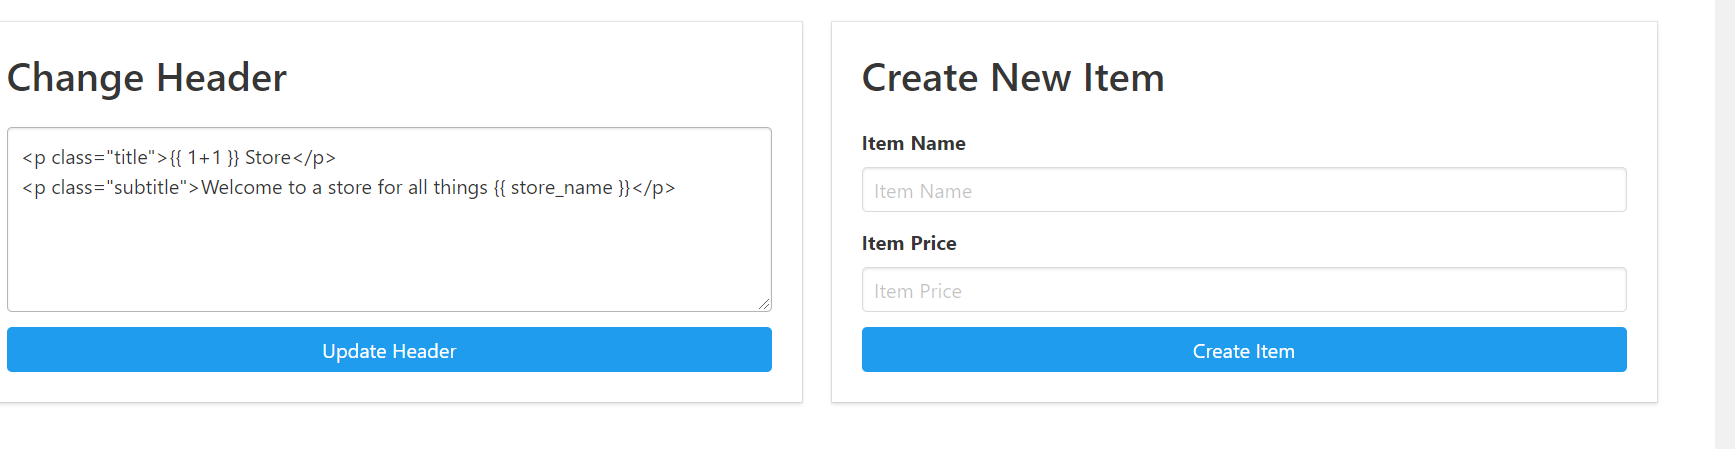 Change Header
<p class="title">{{ 1+1 }} Store</p>
<p class="subtitle">Welcome to a store for all things {{ store_name }}</p>
Update Header
Create New Item
Item Name
Item Name
Item Price
Item Price
Create Item